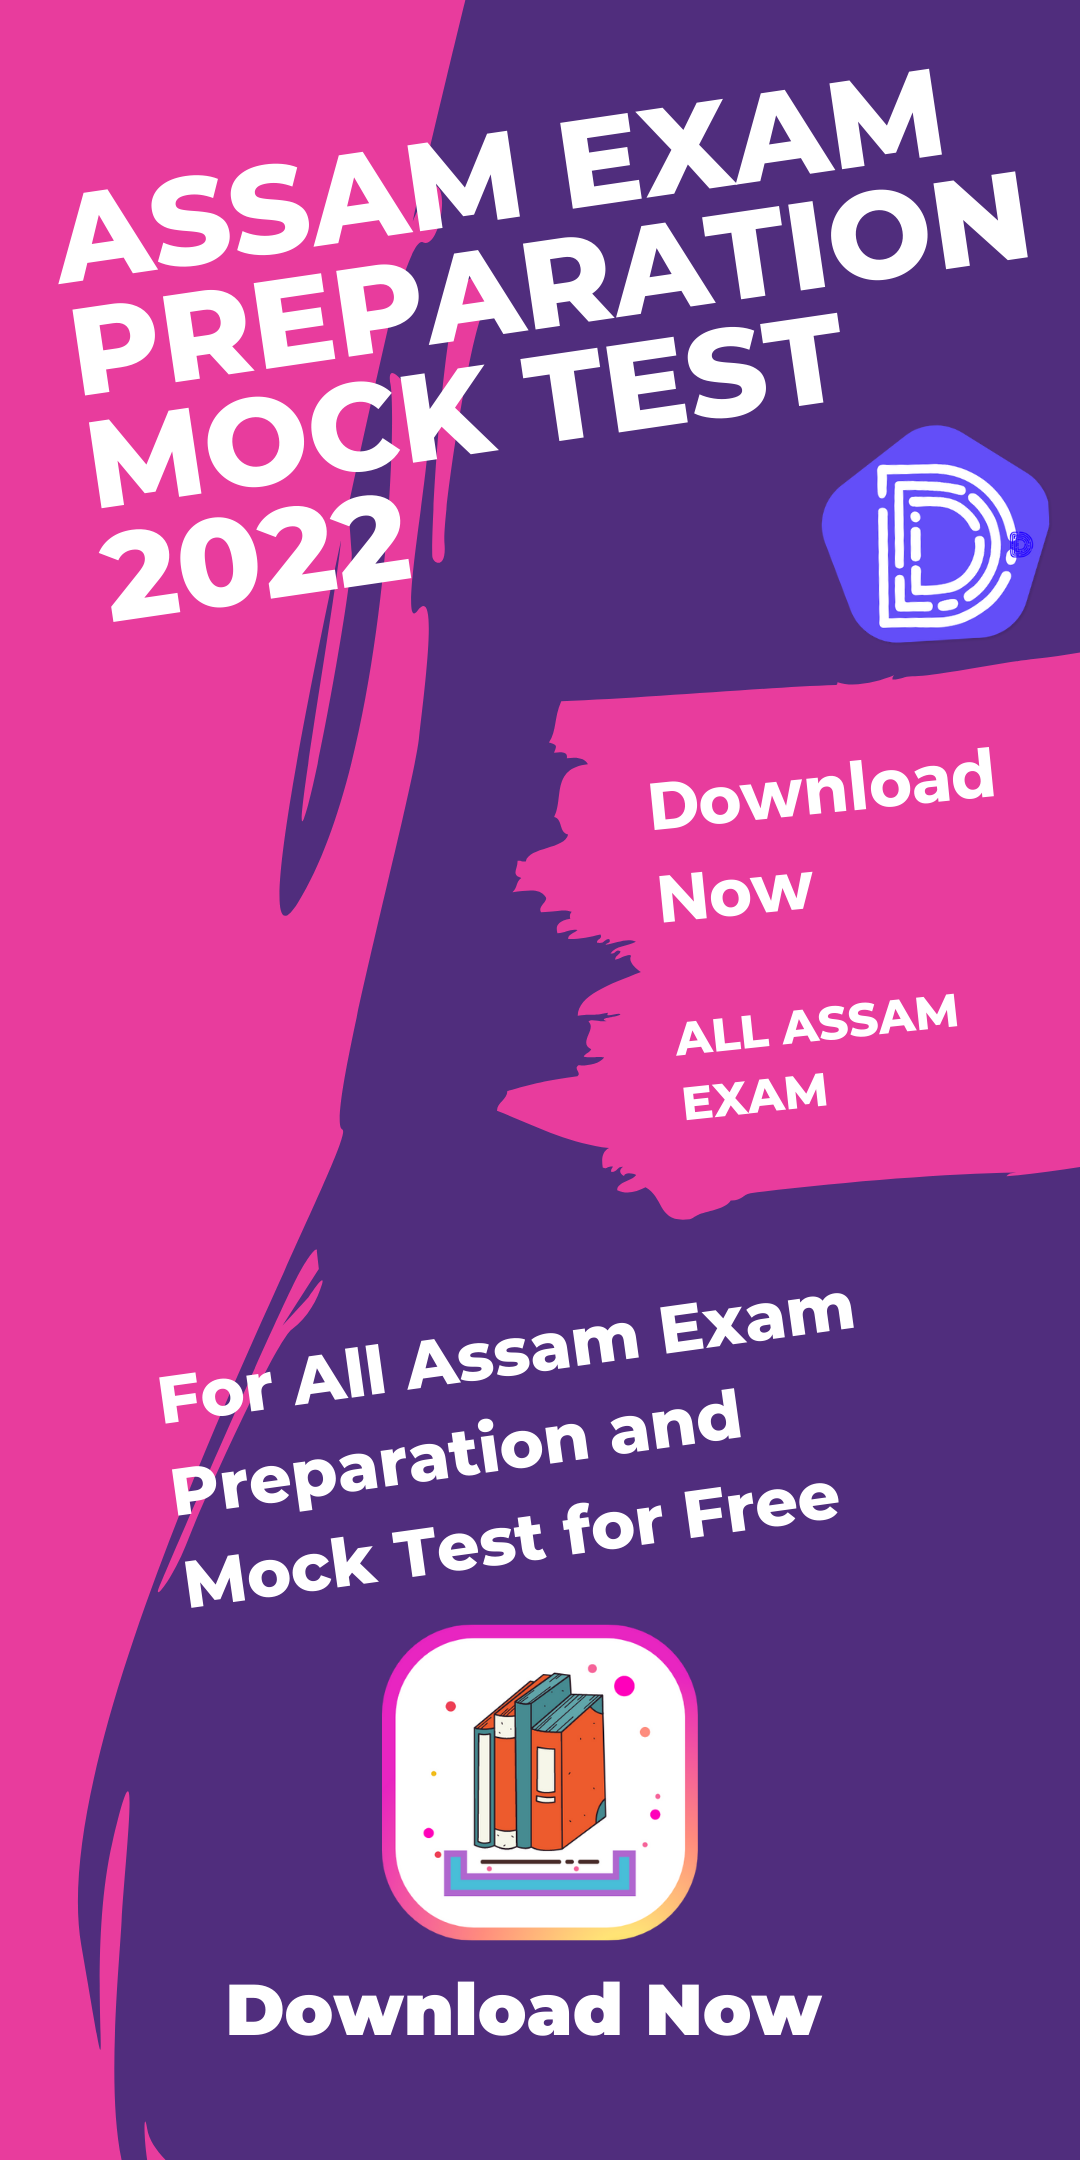 ASSAM EXAM
PREPARATION
MOCK TEST
2022
D
Download
Now
ALL ASSAM
EXAM
For All Assam Exam
Preparation and
Mock Test for Free
Download Now